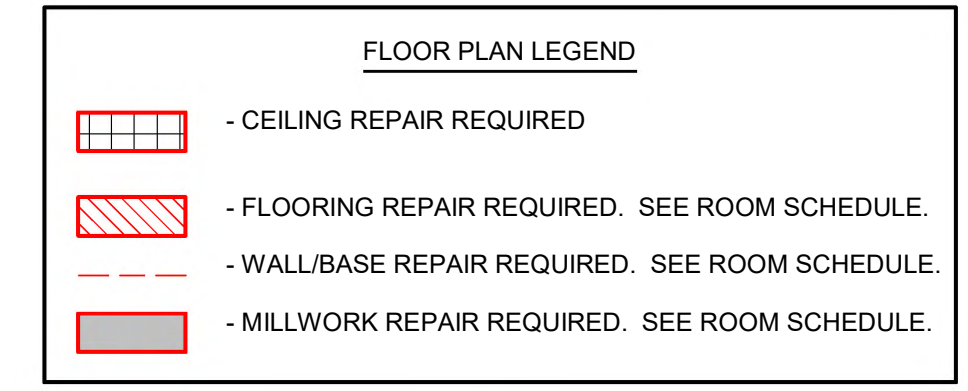 FLOOR PLAN LEGEND
- CEILING REPAIR REQUIRED
- FLOORING REPAIR REQUIRED.  SEE ROOM SCHEDULE.
- WALL/BASE REPAIR REQUIRED.  SEE ROOM SCHEDULE.
- MILLWORK REPAIR REQUIRED.  SEE ROOM SCHEDULE.